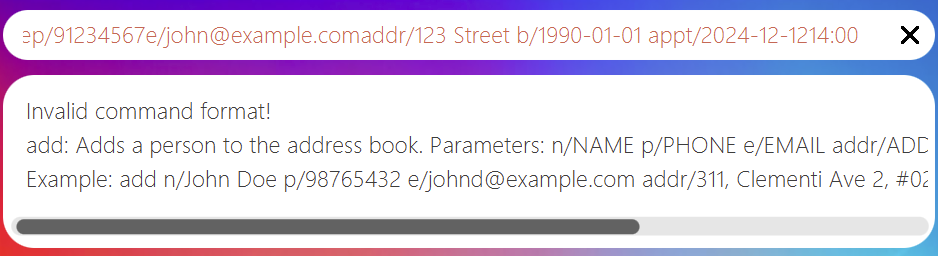 ep/91234567e/john@example.comaddr/123 Street b/1990-01-01 appt/2024-12-1214:00
Invalid command format!
add: Adds a person to the address book. Parameters: n/NAME p/PHONE e/EMAIL addr/ADD
Example: add n/John Doe p/98765432 e/johnd@example.com addr/311, Clementi Ave 2, #02